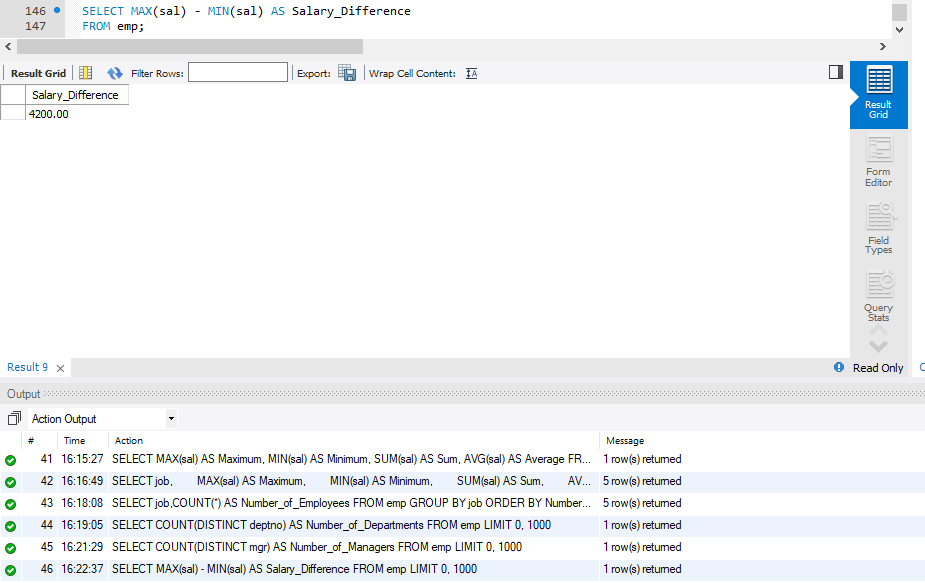 146 SELECT MAX(sal) - MIN(sal) AS Salary_Difference
147 FROM emp;
Result Grid Filter Rows: Export: Wrap Cell Content: IA
Salary_Difference
4200.00
Result
Grid
Form
Editor
Field
Types
Query
Stats
Result 9 Read Only
Output
Action Output
# Time Action Message
41 16:15:27 SELECT MAX(sal) AS Maximum, MIN(sal) AS Minimum, SUM(sal) AS Sum, AVG(sal) AS Average FR... 1 row(s) returned
42 16:16:49 SELECT job, MAX(sal) AS Maximum, MIN(sal) AS Minimum, SUM(sal) AS Sum, AV... 5 row(s) returned
43 16:18:08 SELECT job,COUNT(*) AS Number_of_Employees FROM emp GROUP BY job ORDER BY Number... 5 row(s) returned
44 16:19:05 SELECT COUNT(DISTINCT deptno) AS Number_of_Departments FROM emp LIMIT 0, 1000 1 row(s) returned
45 16:21:29 SELECT COUNT(DISTINCT mgr) AS Number_of_Managers FROM emp LIMIT 0, 1000 1 row(s) returned
46 16:22:37 SELECT MAX(sal) - MIN(sal) AS Salary_Difference FROM emp LIMIT 0, 1000 1 row(s) returned